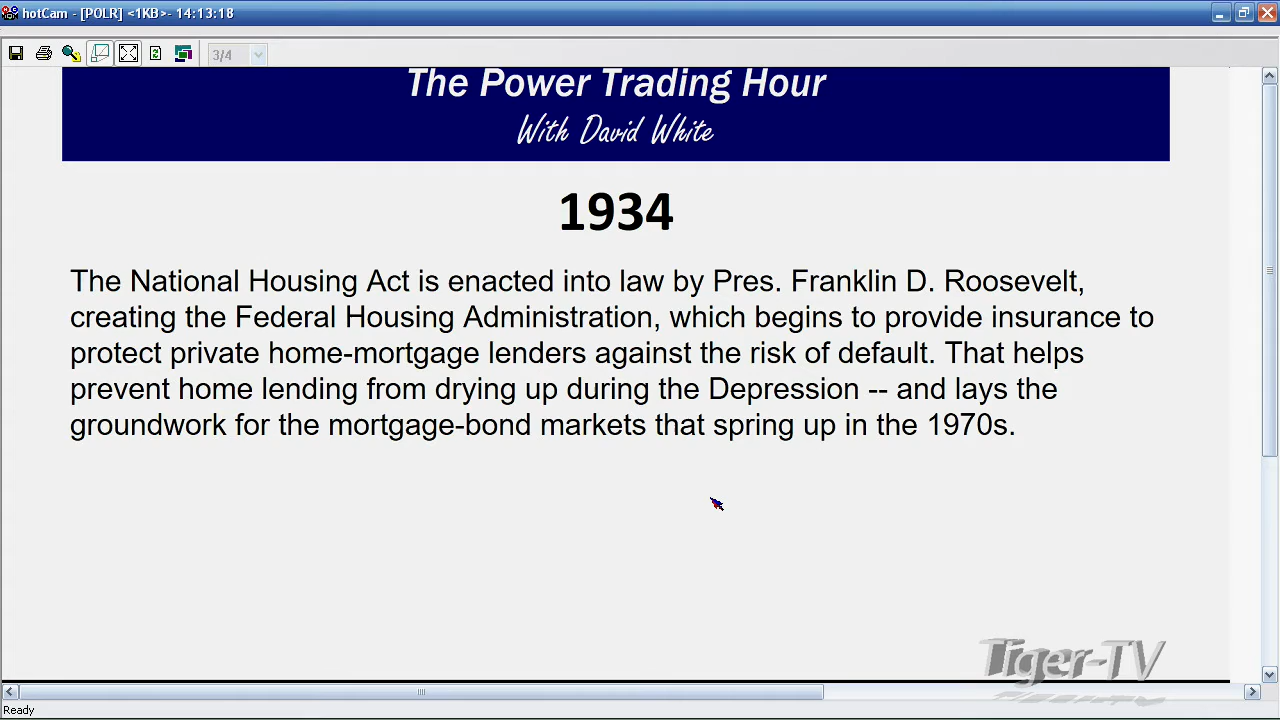 hotCam - [POLR] <1KB>- 14:13:18
3/4
The Power Trading Hour
With David White
1934
The National Housing Act is enacted into law by Pres. Franklin D. Roosevelt,
creating the Federal Housing Administration, which begins to provide insurance to
protect private home-mortgage lenders against the risk of default. That helps
prevent home lending from drying up during the Depression -- and lays the
groundwork for the mortgage-bond markets that spring up in the 1970s.
Tiger-TV
Ready